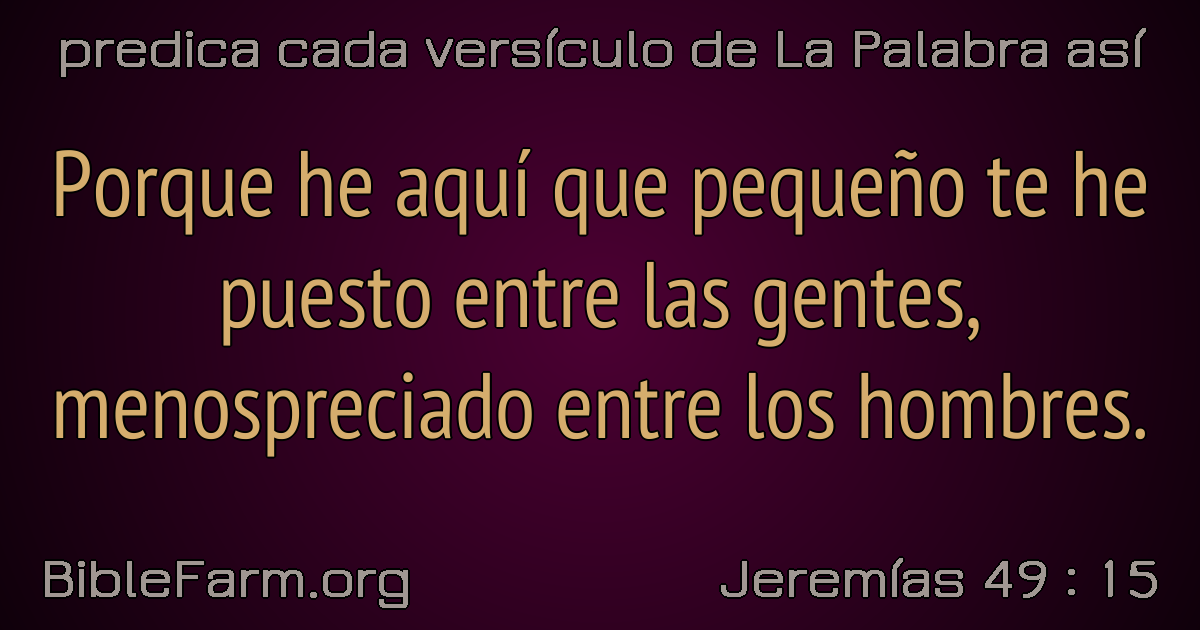 predica cada versículo de La Palabra así
Porque he aquí que pequeño te he
puesto entre las gentes,
menospreciado entre los hombres.
BibleFarm.org
Jeremías 49 : 15